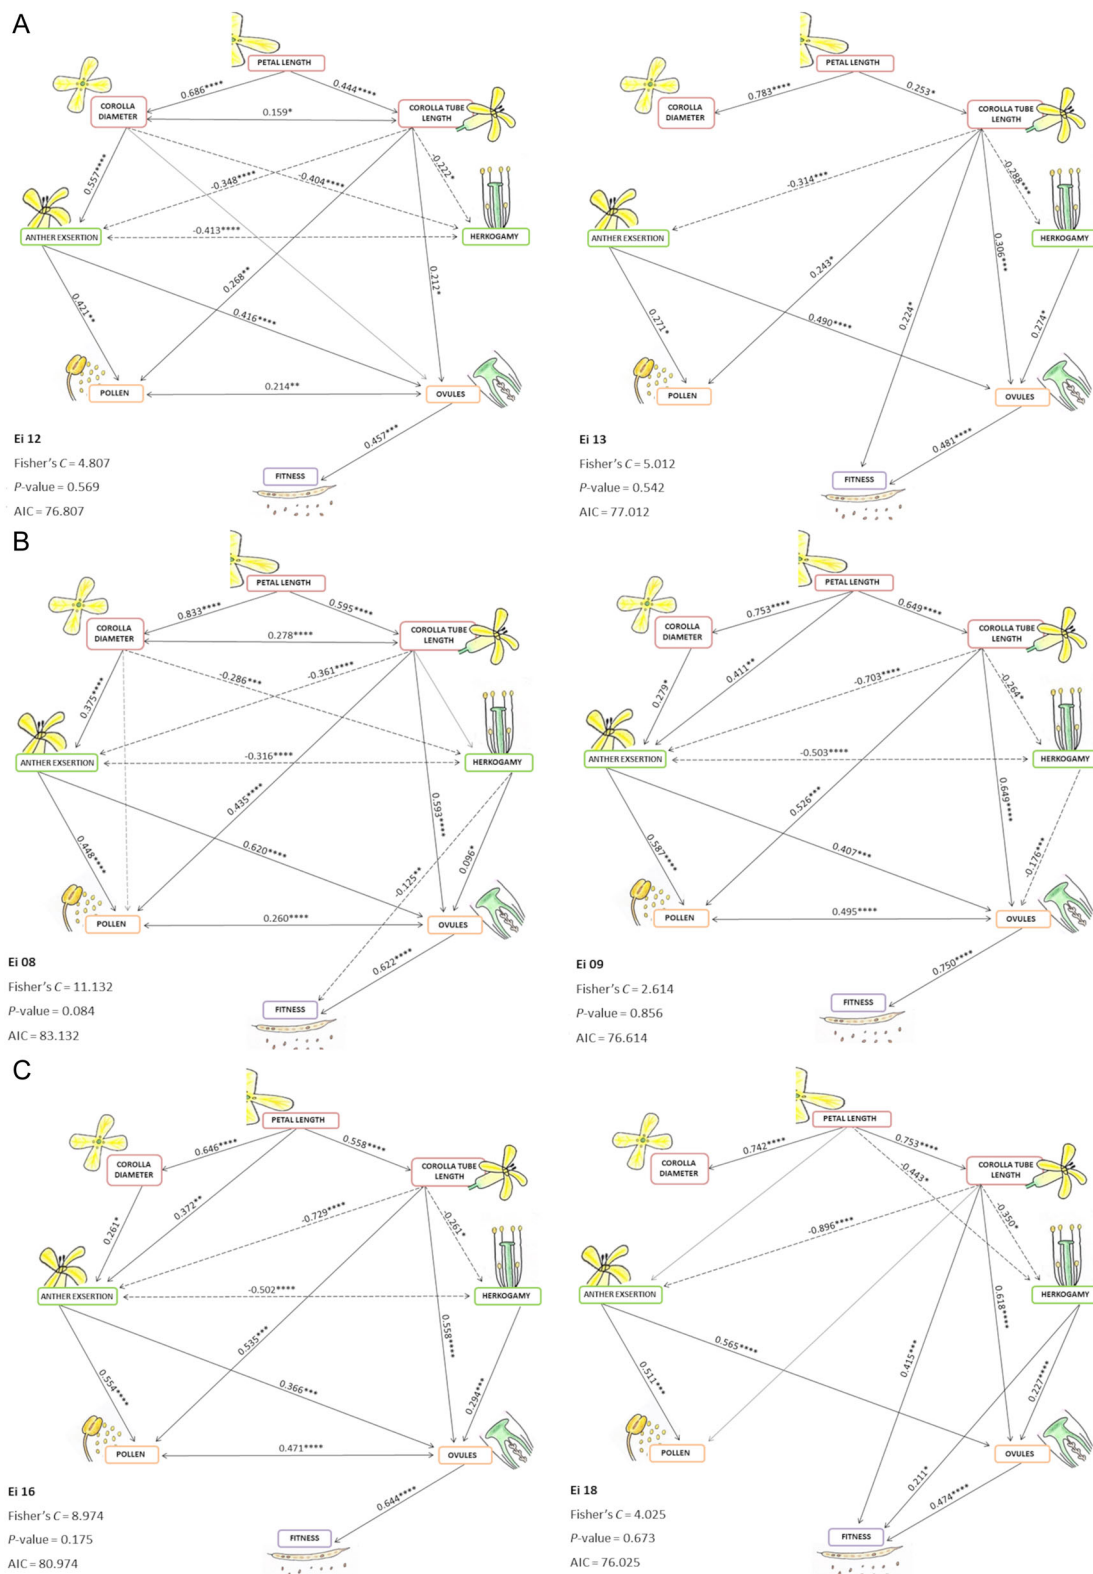 A
PETAL LENGTH
0.686****
0.444****
COROLLA
DIAMETER
0.159*
COROLLA TUBE
LENGTH
0.557****
-0.348****
-0.404****
-0.222*
ANTHER EXSERTION
-0.413****
HERKOGAMY
0.421**
0.416****
0.268**
0.212*
POLLEN
0.214**
OVULES
0.457***
FITNESS
Ei 12
Fisher's C = 4.807
P-value = 0.569
AIC = 76.807
PETAL LENGTH
0.783****
0.253*
COROLLA
DIAMETER
COROLLA TUBE
LENGTH
-0.314***
-0.288***
ANTHER EXSERTION
HERKOGAMY
0.271*
0.490****
0.243*
0.224*
0.306***
0.274*
POLLEN
OVULES
0.481****
FITNESS
Ei 13
Fisher's C = 5.012
P-value = 0.542
AIC = 77.012
B
PETAL LENGTH
0.833****
0.595****
COROLLA
DIAMETER
0.278****
COROLLA TUBE
LENGTH
0.375****
-0.286***
-0.361****
ANTHER EXSERTION
-0.316****
HERKOGAMY
0.448****
0.620****
0.435****
0.593****
0.096*
-0.125**
POLLEN
0.260****
OVULES
0.622****
FITNESS
Ei 08
Fisher's C = 11.132
P-value = 0.084
AIC = 83.132
PETAL LENGTH
0.753****
0.649****
COROLLA
DIAMETER
COROLLA TUBE
LENGTH
0.279*
0.411**
-0.703****
-0.264*
ANTHER EXSERTION
-0.503****
HERKOGAMY
0.587****
0.407***
0.526***
0.649****
-0.176***
POLLEN
0.495****
OVULES
0.750****
FITNESS
Ei 09
Fisher's C = 2.614
P-value = 0.856
AIC = 76.614
C
PETAL LENGTH
0.646****
0.558****
COROLLA
DIAMETER
COROLLA TUBE
LENGTH
0.261*
0.372**
-0.729****
-0.261*
ANTHER EXSERTION
-0.502****
HERKOGAMY
0.554****
0.366***
0.535***
0.558****
0.294***
POLLEN
0.471****
OVULES
0.644****
FITNESS
Ei 16
Fisher's C = 8.974
P-value = 0.175
AIC = 80.974
PETAL LENGTH
0.742****
0.753****
COROLLA
DIAMETER
-0.443*
COROLLA TUBE
LENGTH
-0.896****
-0.350*
ANTHER EXSERTION
HERKOGAMY
0.511***
0.565****
0.415***
0.618****
0.227****
0.211*
POLLEN
OVULES
0.474****
FITNESS
Ei 18
Fisher's C = 4.025
P-value = 0.673
AIC = 76.025